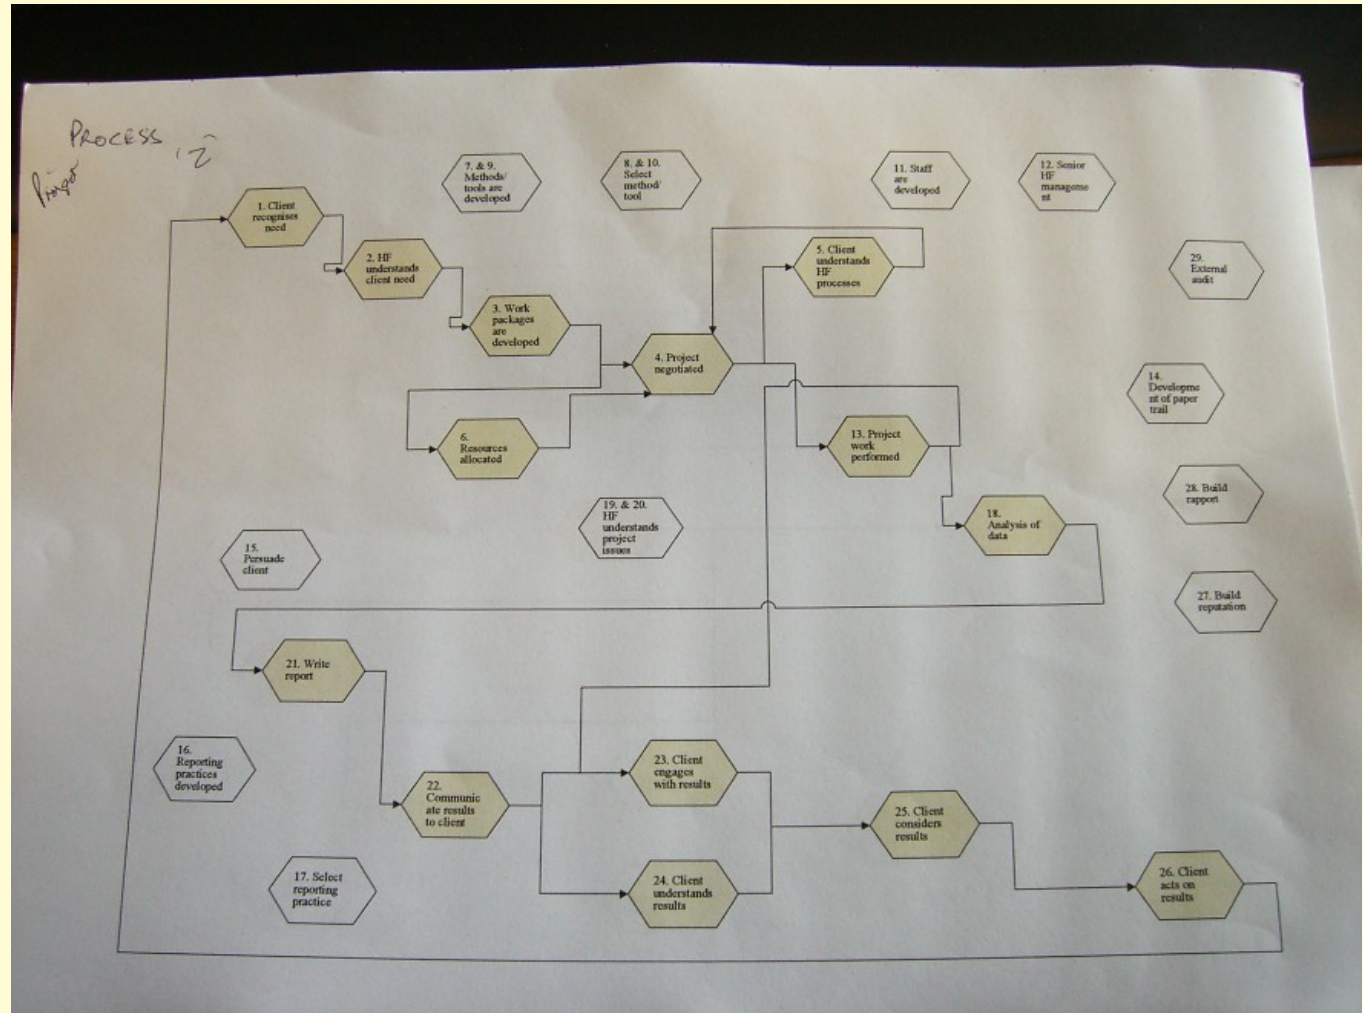 PROCESS, 2
Project
7. & 9.
Methods/
tools are
developed
8. & 10.
Select
method/
tool
11. Staff
are
developed
12. Senior
HF
manageme
nt
1. Client
recognises
need
2. HF
understands
client need
5. Client
understands
HF
processes
29.
External
audit
3. Work
packages
are
developed
4. Project
negotiated
14.
Developme
nt of paper
trail
6.
Resources
allocated
13. Project
work
performed
28. Build
rapport
19. & 20.
HF
understands
project
issues
18.
Analysis of
data
15.
Persuade
client
27. Build
reputation
21. Write
report
16.
Reporting
practices
developed
22.
Communic
ate results
to client
23. Client
engages
with results
25. Client
considers
results
17. Select
reporting
practice
24. Client
understands
results
26. Client
acts on
results